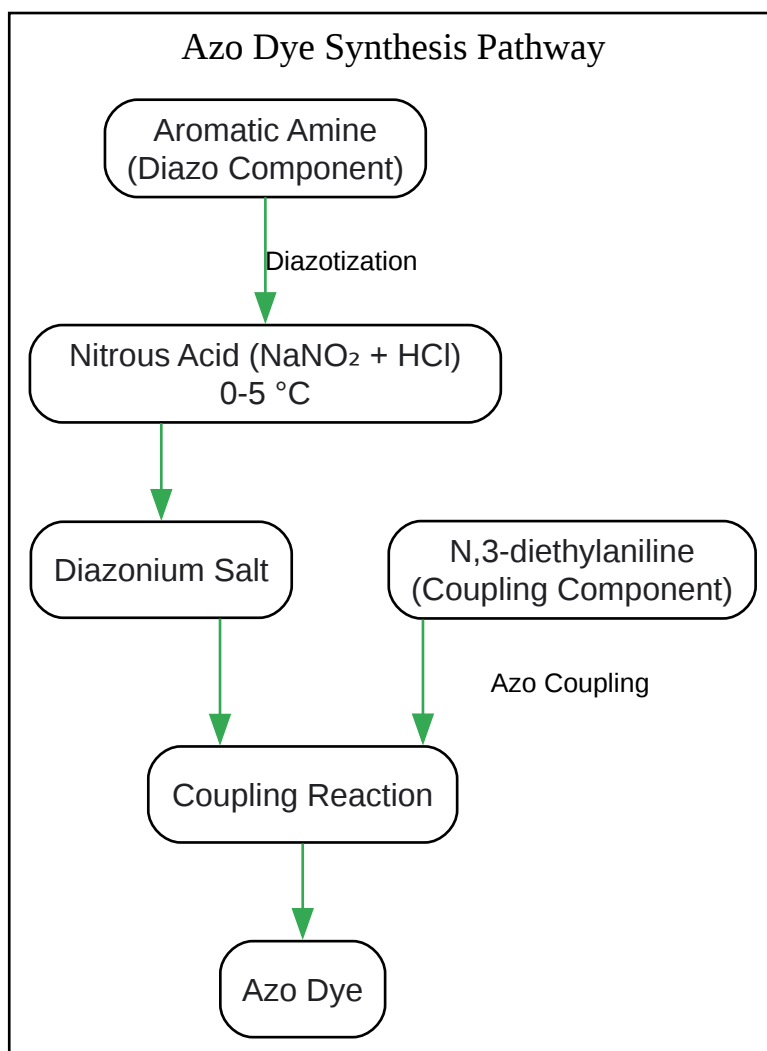 Azo Dye Synthesis Pathway
Aromatic Amine
(Diazo Component)
Diazotization
Nitrous Acid (NaNO₂ + HCl)
0-5 °C
Diazonium Salt
N,3-diethylaniline
(Coupling Component)
Azo Coupling
Coupling Reaction
Azo Dye